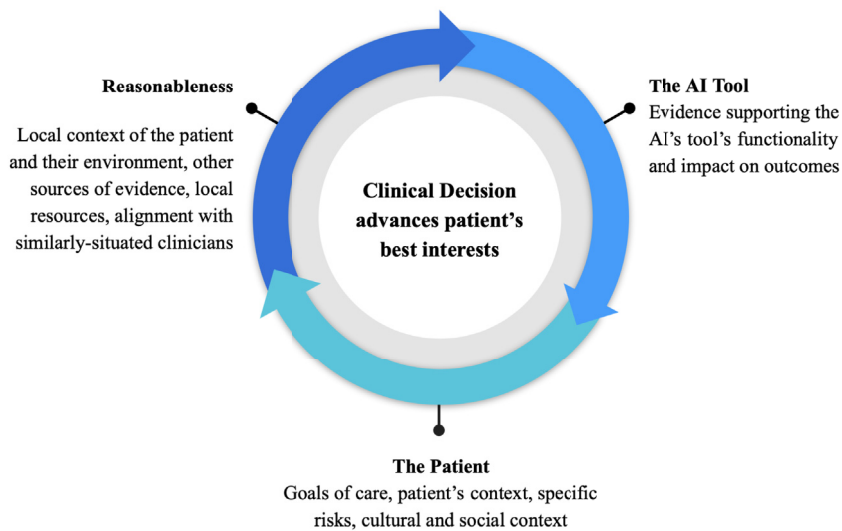 Reasonableness
Local context of the patient
and their environment, other
sources of evidence, local
resources, alignment with
similarly-situated clinicians
The AI Tool
Evidence supporting the
AI's tool's functionality
and impact on outcomes
Clinical Decision
advances patient's
best interests
The Patient
Goals of care, patient's context, specific
risks, cultural and social context